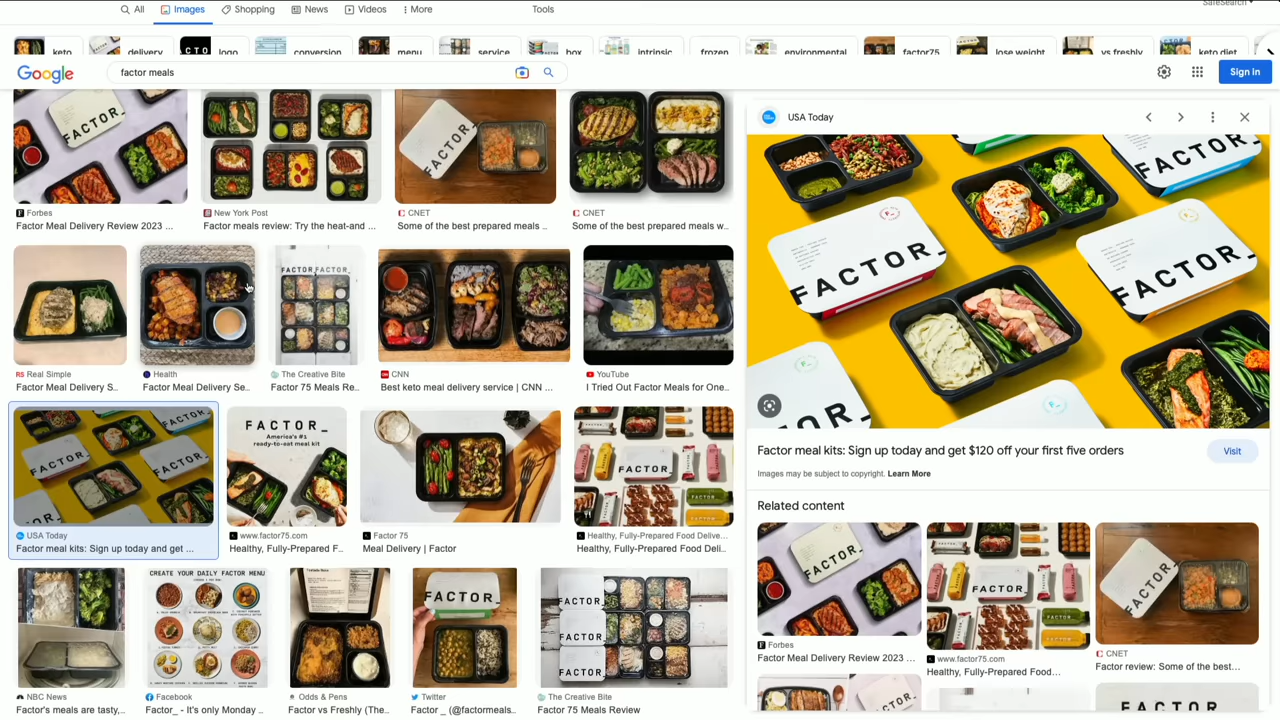 SafeSearch
All
Images
Shopping
News
Videos
More
Tools
keto
delivery
logo
conversion
menu
service
box
intrinsic
frozen
environmental
factor75
lose weight
vs freshly
keto diet
Google
factor meals
Sign in
Forbes
Factor Meal Delivery Review 2023 ...
New York Post
Factor meals review: Try the heat-and ...
CNET
Some of the best prepared meals ..
CNET
Some of the best prepared meals w..
Real Simple
Factor Meal Delivery S..
Health
Factor Meal Delivery Se..
The Creative Bite
Factor 75 Meals Re...
CNN
Best keto meal delivery service | CNN ...
YouTube
I Tried Out Factor Meals for One..
USA Today
Factor meal kits: Sign up today and get ...
FACTOR_
America's #1
ready-to-eat meal kit
www.factor75.com
Healthy, Fully-Prepared F...
Factor 75
Meal Delivery | Factor
Healthy, Fully-Prepared Food Delive...
Healthy, Fully-Prepared Food Deli...
NBC News
Factor's meals are tasty,...
CREATE YOUR DAILY FACTOR MENU
Facebook
Factor_ - It's only Monday ..
Odds & Pens
Factor vs Freshly (The..
FACTOR_
Twitter
Factor _ (@factormeals..
FACTOR_
FACTOR_
FACTOR_
The Creative Bite
Factor 75 Meals Review
USA Today
FACTOR_
FACTOR_
FACTOR_
Factor meal kits: Sign up today and get $120 off your first five orders
Visit
Images may be subject to copyright. Learn More
Related content
Forbes
Factor Meal Delivery Review 2023 ...
www.factor75.com
Healthy, Fully-Prepared Food...
CNET
Factor review: Some of the best...